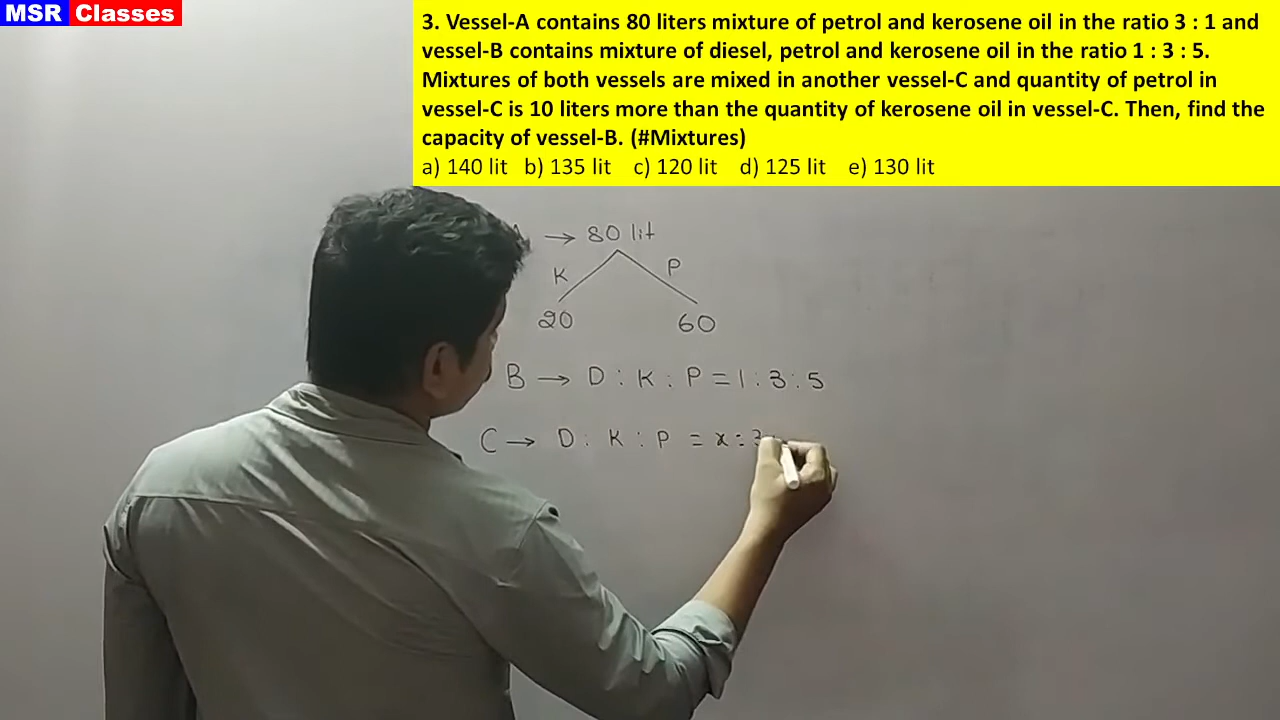 MSR Classes
3. Vessel-A contains 80 liters mixture of petrol and kerosene oil in the ratio 3 : 1 and
vessel-B contains mixture of diesel, petrol and kerosene oil in the ratio 1 : 3 : 5.
Mixtures of both vessels are mixed in another vessel-C and quantity of petrol in
vessel-C is 10 liters more than the quantity of kerosene oil in vessel-C. Then, find the
capacity of vessel-B. (#Mixtures)
a) 140 lit b) 135 lit c) 120 lit d) 125 lit e) 130 lit
→ 80 lit
K P
20 60
B → D : K : P = 1 : 3 : 5
C → D : K : P = x : 3